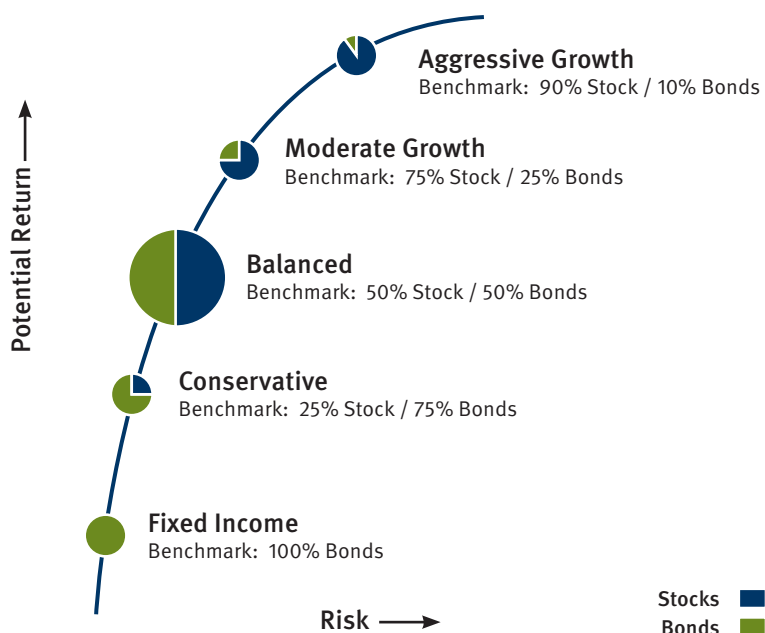 Aggressive Growth
Benchmark: 90% Stock / 10% Bonds
Moderate Growth
Benchmark: 75% Stock / 25% Bonds
Potential Return
Balanced
Benchmark: 50% Stock / 50% Bonds
Conservative
Benchmark: 25% Stock / 75% Bonds
Fixed Income
Benchmark: 100% Bonds
Stocks
Risk
Bonds